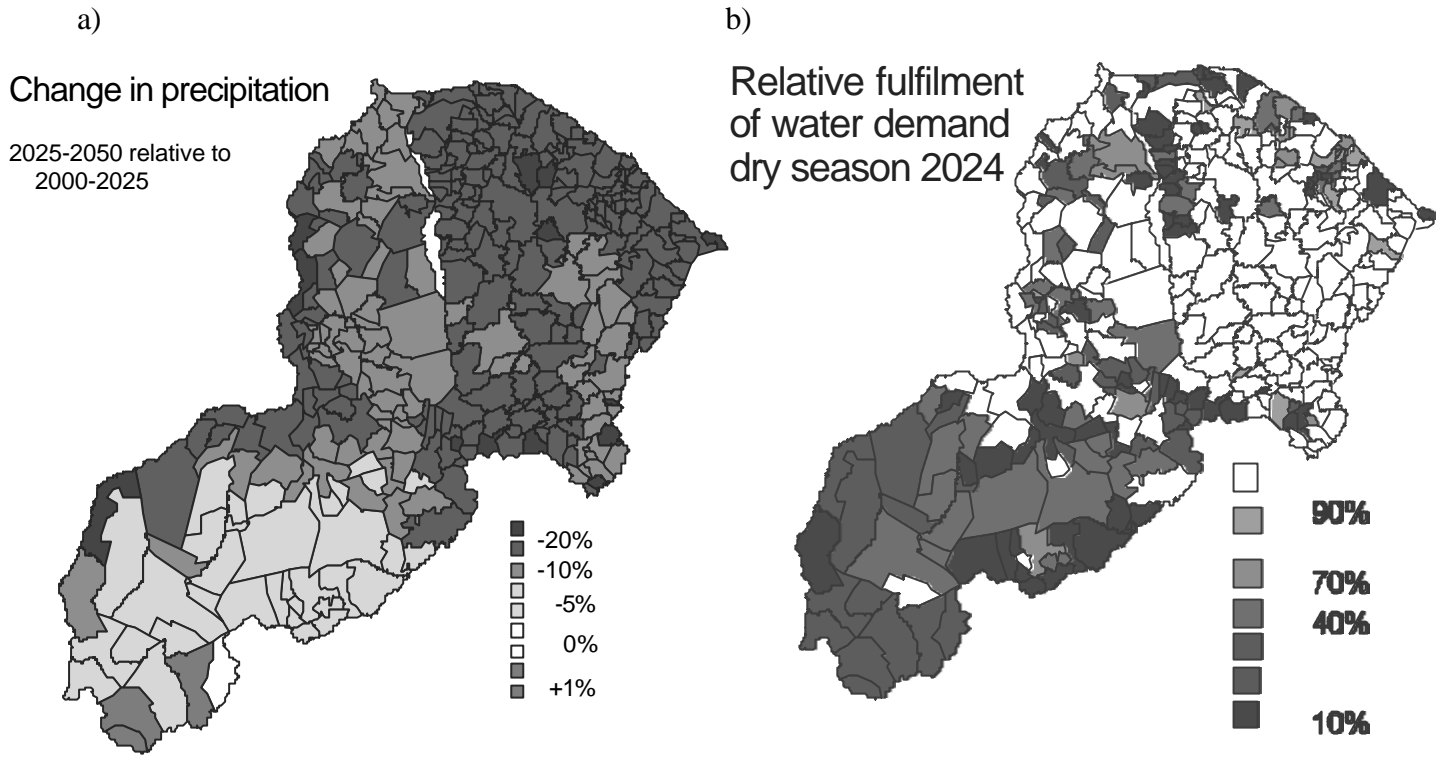 a)
Change in precipitation
2025-2050 relative to
2000-2025
-20%
-10%
-5%
0%
+1%
b)
Relative fulfilment
of water demand
dry season 2024
90%
70%
40%
10%